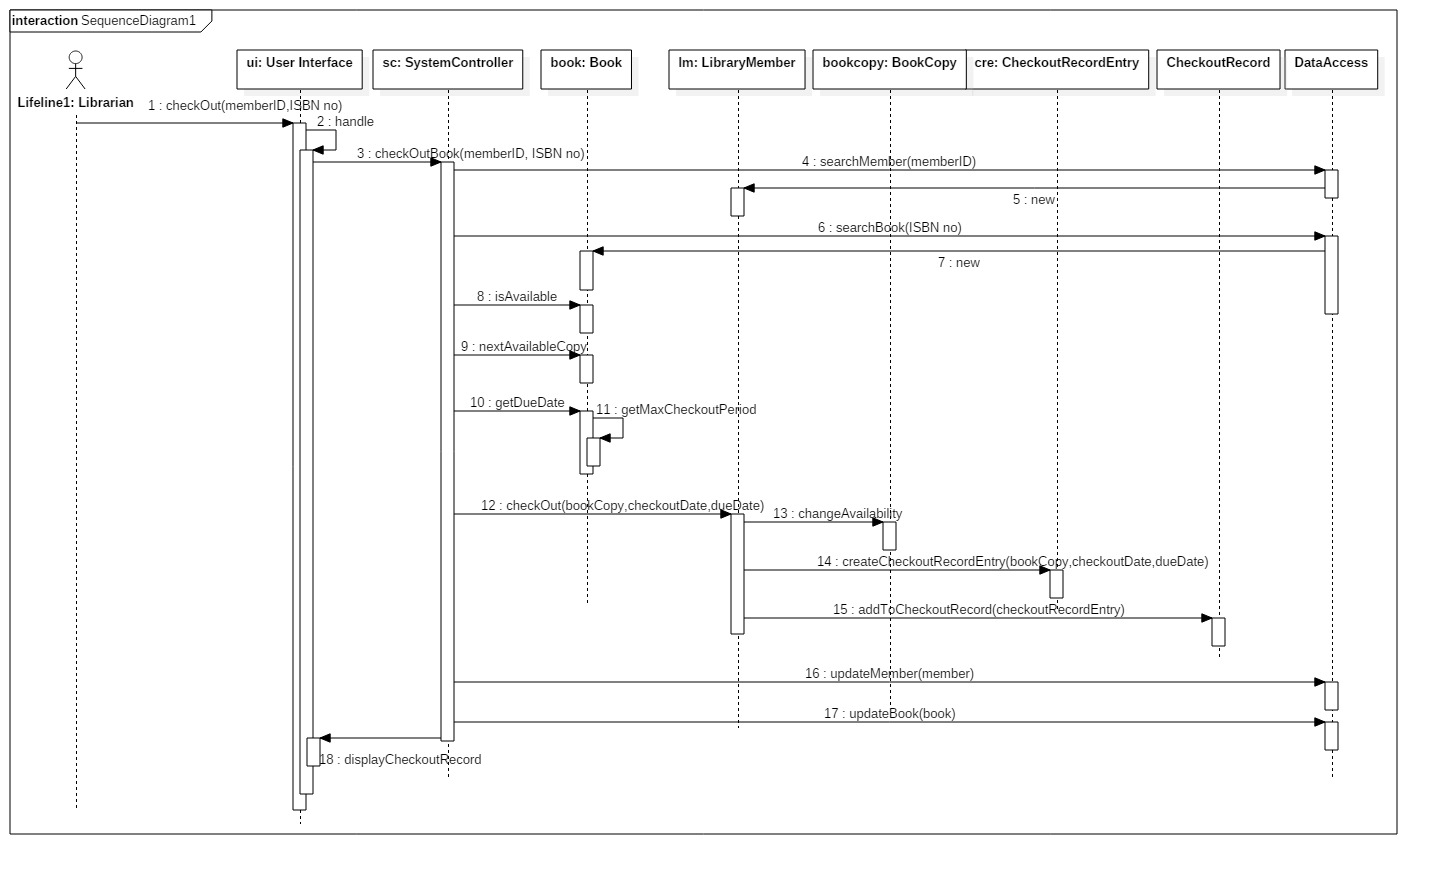 interaction SequenceDiagram1
ui: User Interface
sc: SystemController
book: Book
lm: LibraryMember
bookcopy: BookCopy
cre: CheckoutRecordEntry
CheckoutRecord
DataAccess
Lifeline1: Librarian
1 : checkOut(memberID,ISBN no)
2 : handle
3 : checkOutBook(memberID, ISBN no)
4 : searchMember(memberID)
5 : new
6 : searchBook(ISBN no)
7 : new
8 : isAvailable
9 : nextAvailableCopy
10 : getDueDate
11 : getMaxCheckoutPeriod
12 : checkOut(bookCopy,checkoutDate,dueDate)
13 : changeAvailability
14 : createCheckoutRecordEntry(bookCopy,checkoutDate,dueDate)
15 : addToCheckoutRecord(checkoutRecordEntry)
16 : updateMember(member)
17 : updateBook(book)
18 : displayCheckoutRecord